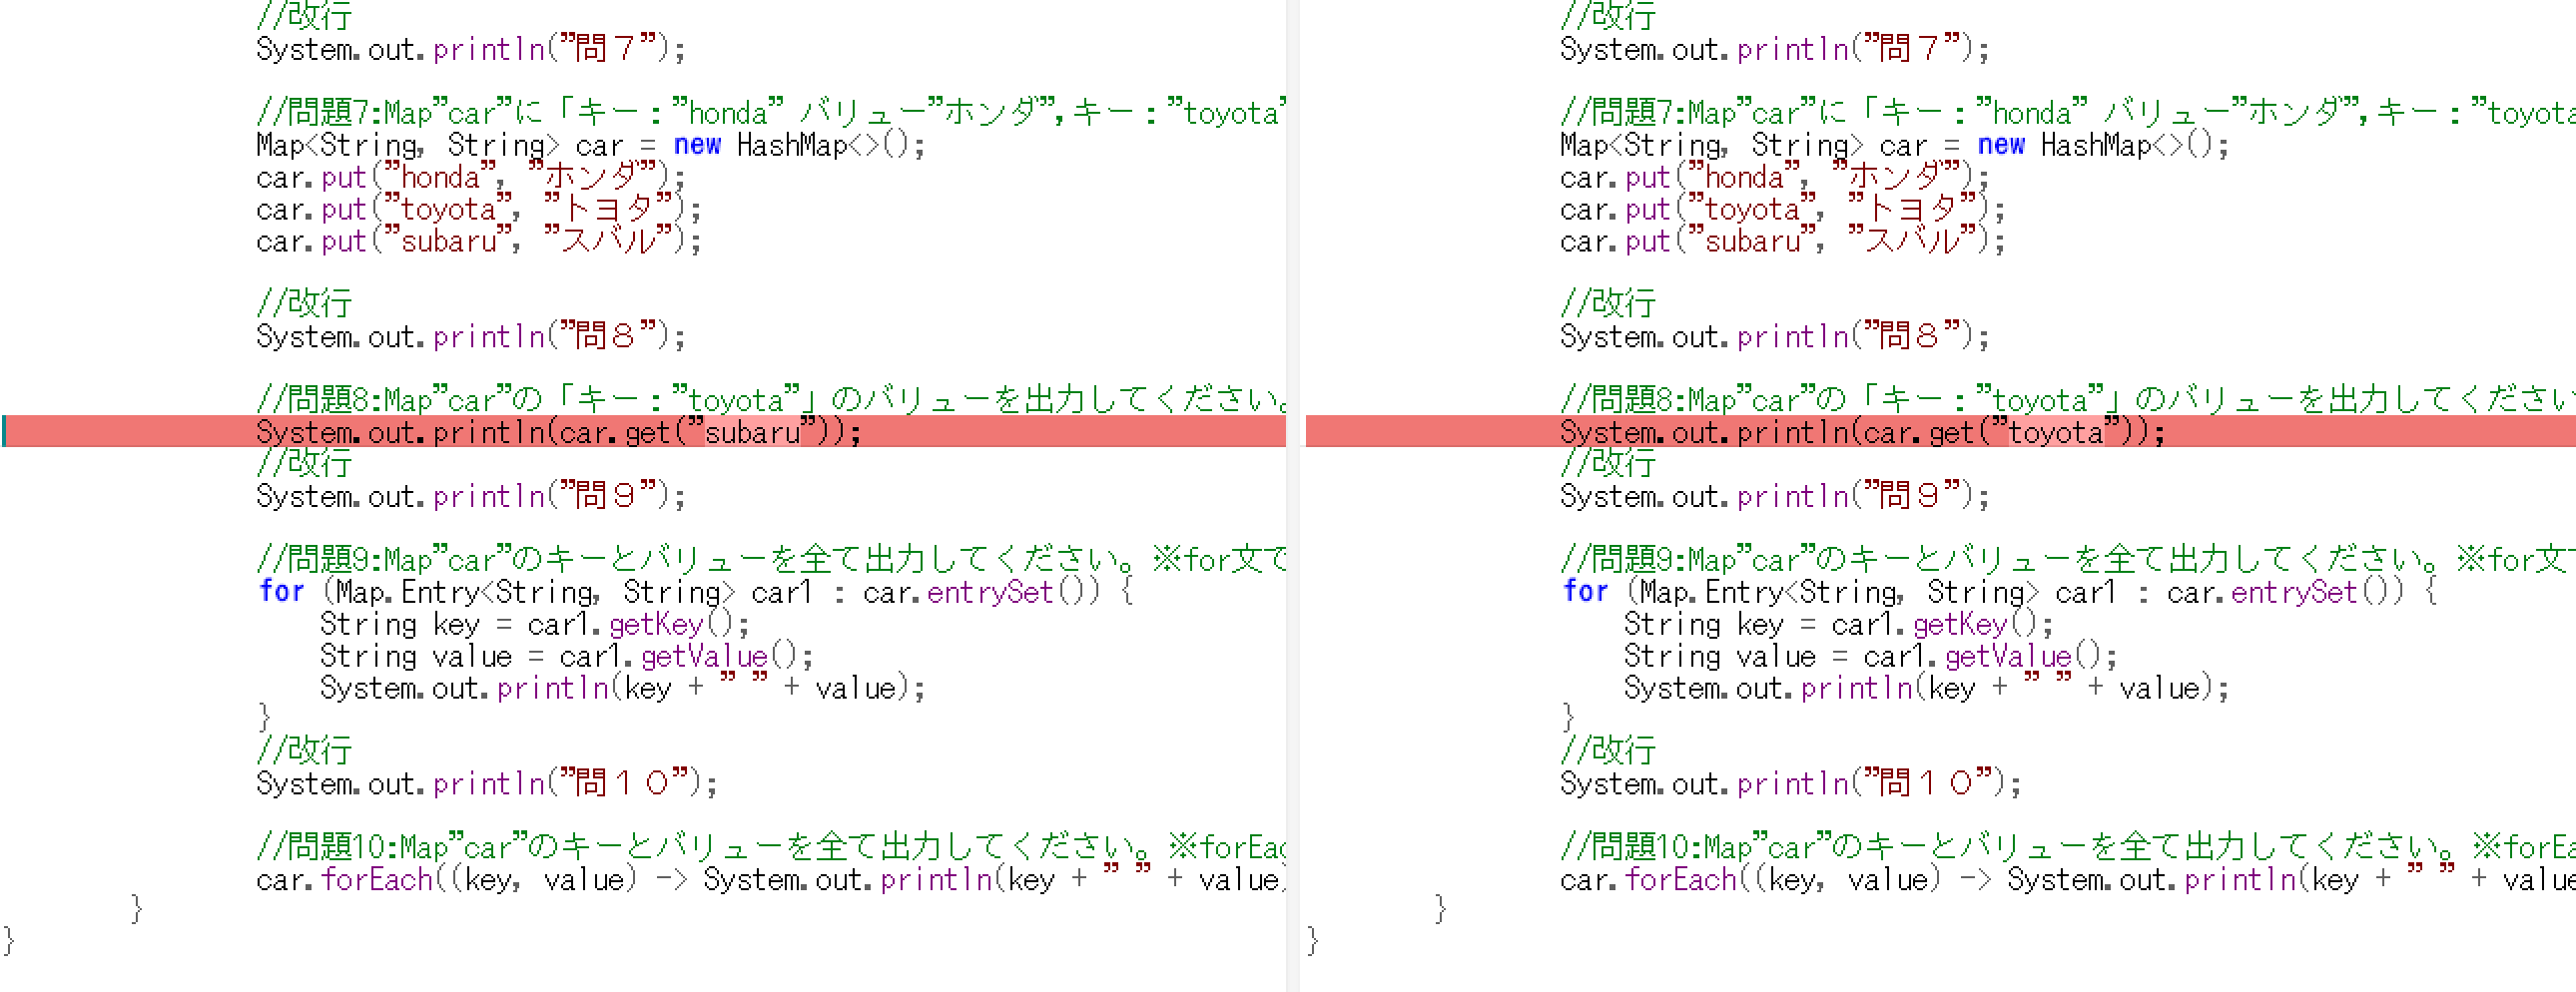 //改行
System.out.println("問７");
//問題7:Map"car"に「キー："honda" バリュー"ホンダ",キー："toyota"
Map<String, String> car = new HashMap<>();
car.put("honda", "ホンダ");
car.put("toyota", "トヨタ");
car.put("subaru", "スバル");
//改行
System.out.println("問８");
//問題8:Map"car"の「キー："toyota"」のバリューを出力してください。
System.out.println(car.get("subaru"));
//改行
System.out.println("問９");
//問題9:Map"car"のキーとバリューを全て出力してください。※for文で
for (Map.Entry<String, String> car1 : car.entrySet()) {
String key = car1.getKey();
String value = car1.getValue();
System.out.println(key + " " + value);
}
//改行
System.out.println("問１０");
//問題10:Map"car"のキーとバリューを全て出力してください。※forEac
car.forEach((key, value) -> System.out.println(key + " " + value)
}
}
//改行
System.out.println("問７");
//問題7:Map"car"に「キー："honda" バリュー"ホンダ",キー："toyota
Map<String, String> car = new HashMap<>();
car.put("honda", "ホンダ");
car.put("toyota", "トヨタ");
car.put("subaru", "スバル");
//改行
System.out.println("問８");
//問題8:Map"car"の「キー："toyota"」のバリューを出力してください
System.out.println(car.get("toyota"));
//改行
System.out.println("問９");
//問題9:Map"car"のキーとバリューを全て出力してください。※for文
for (Map.Entry<String, String> car1 : car.entrySet()) {
String key = car1.getKey();
String value = car1.getValue();
System.out.println(key + " " + value);
}
//改行
System.out.println("問１０");
//問題10:Map"car"のキーとバリューを全て出力してください。※forEa
car.forEach((key, value) -> System.out.println(key + " " + value
}
}